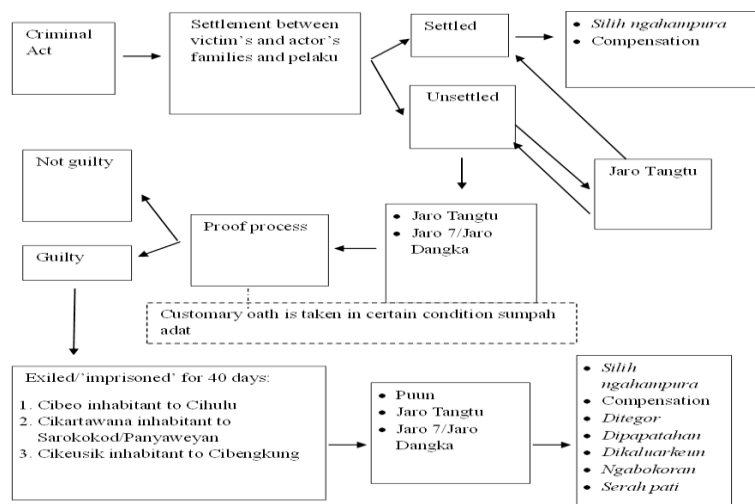 Criminal
Act
Settlement between
victim's and actor's
families and pelaku
Settled
• Silih ngahampura
• Compensation
Unsettled
Jaro Tangtu
Not guilty
Guilty
Proof process
• Jaro Tangtu
• Jaro 7/Jaro
Dangka
Customary oath is taken in certain condition sumpah
adat
Exiled/'imprisoned' for 40 days:
1. Cibeo inhabitant to Cihulu
2. Cikartawana inhabitant to
Sarokokod/Panyaweyan
3. Cikeusik inhabitant to Cibengkung
• Puun
• Jaro Tangtu
• Jaro 7/Jaro
Dangka
• Silih
ngahampura
• Compensation
• Ditegor
• Dipapatahan
• Dikaluarkeun
• Ngabokoran
• Serah pati